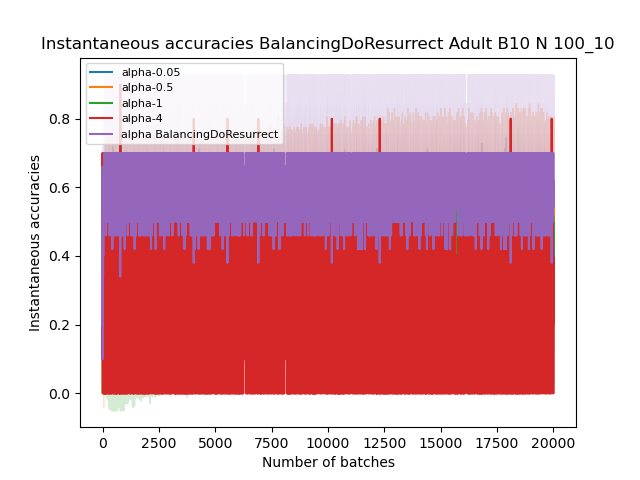 Instantaneous accuracies BalancingDoResurrect Adult B10 N 100_10
alpha-0.05
alpha-0.5
alpha-1
alpha-4
alpha BalancingDoResurrect
Instantaneous accuracies
0.8
0.6
0.4
0.2
0.0
0 2500 5000 7500 10000 12500 15000 17500 20000
Number of batches